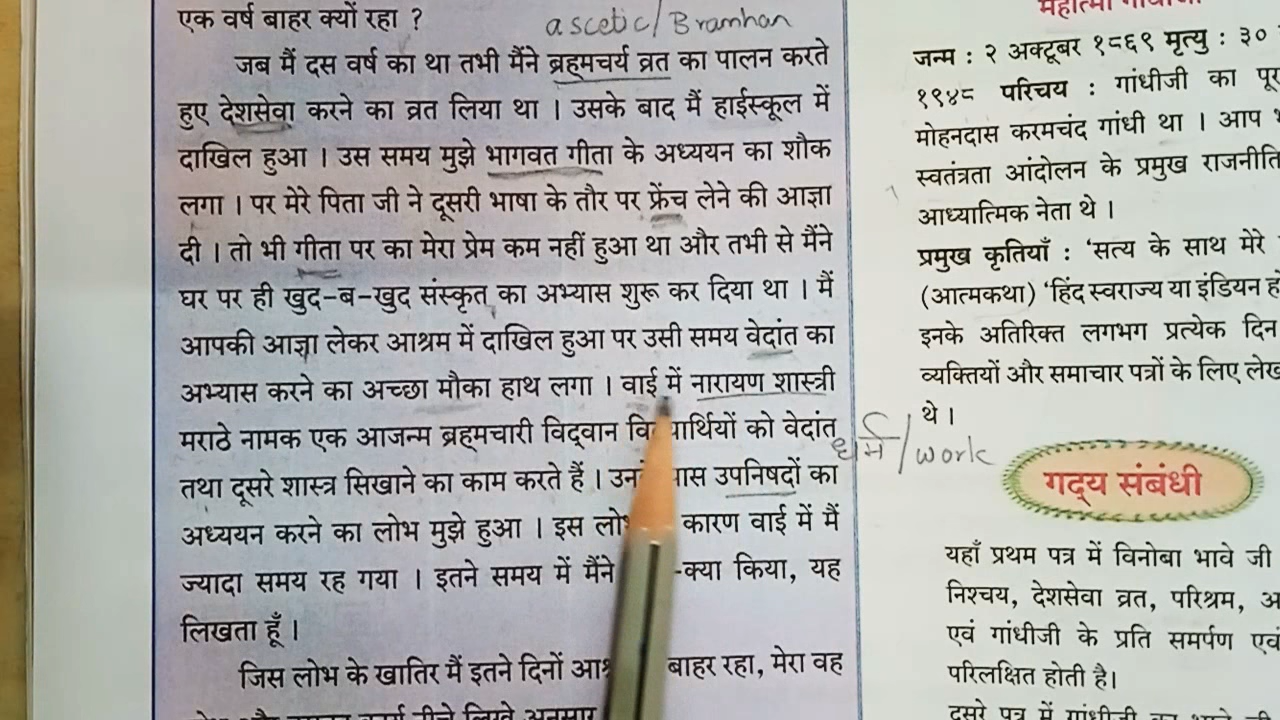 एक वर्ष बाहर क्यों रहा ?
ascetic/Bramhan
जब मैं दस वर्ष का था तभी मैंने ब्रह्मचर्य व्रत का पालन करते
हुए देशसेवा करने का व्रत लिया था । उसके बाद मैं हाईस्कूल में
दाखिल हुआ । उस समय मुझे भागवत गीता के अध्ययन का शौक
लगा । पर मेरे पिता जी ने दूसरी भाषा के तौर पर फ्रेंच लेने की आज्ञा
दी । तो भी गीता पर का मेरा प्रेम कम नहीं हुआ था और तभी से मैंने
घर पर ही खुद-ब-खुद संस्कृत का अभ्यास शुरू कर दिया था । मैं
आपकी आज्ञा लेकर आश्रम में दाखिल हुआ पर उसी समय वेदांत का
अभ्यास करने का अच्छा मौका हाथ लगा । वाई में नारायण शास्त्री
मराठे नामक एक आजन्म ब्रह्मचारी विद्वान को वेदांत
तथा दूसरे शास्त्र सिखाने का काम करते हैं । उपनिषदों का
अध्ययन करने का लोभ मुझे हुआ । इस कारण वाई में मैं
ज्यादा समय रह गया । इतने समय में मैंने -क्या किया, यह
लिखता हूँ ।
जिस लोभ के खातिर मैं इतने दिनों बाहर रहा, मेरा वह
नीचे लिखे अनुसार
धर्म/work
महात्मा गांधीजी
जन्म : २ अक्टूबर १८६९ मृत्यु : ३०
१९४८ परिचय : गांधीजी का
मोहनदास करमचंद गांधी था । आप
स्वतंत्रता आंदोलन के प्रमुख
आध्यात्मिक नेता थे ।
प्रमुख कृतियाँ : ‘सत्य के साथ मेरे
(आत्मकथा) ‘हिंद स्वराज्य या इंडियन
इनके अतिरिक्त लगभग प्रत्येक दिन
व्यक्तियों और समाचार पत्रों के लिए
थे ।
गद्य संबंधी
यहाँ प्रथम पत्र में विनोबा भावे जी
निश्चय, देशसेवा व्रत, परिश्रम,
एवं गांधीजी के प्रति समर्पण एवं
परिलक्षित होती है।
दूसरे पत्र में गांधीजी